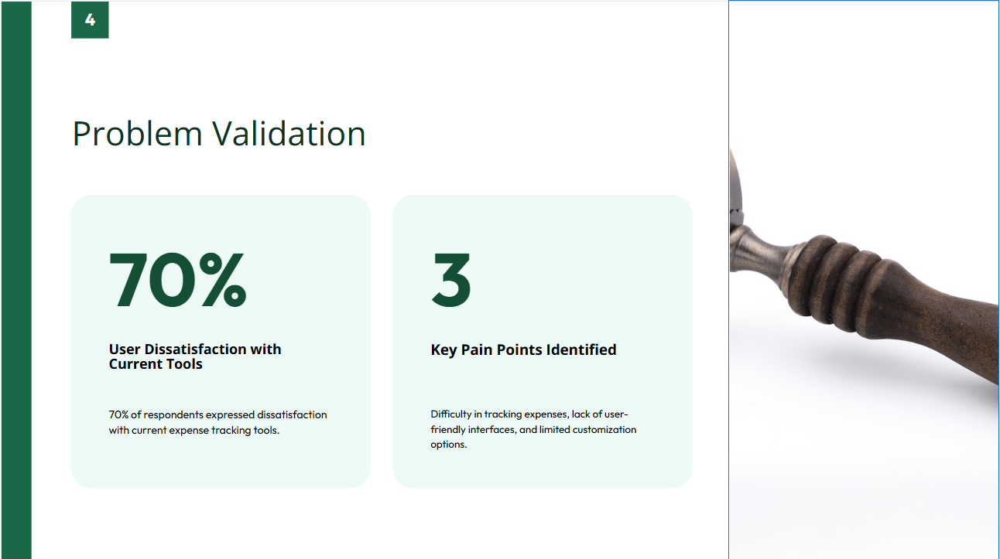 4
Problem Validation
70%
User Dissatisfaction with
Current Tools
70% of respondents expressed dissatisfaction
with current expense tracking tools.
3
Key Pain Points Identified
Difficulty in tracking expenses, lack of user-
friendly interfaces, and limited customization
options.